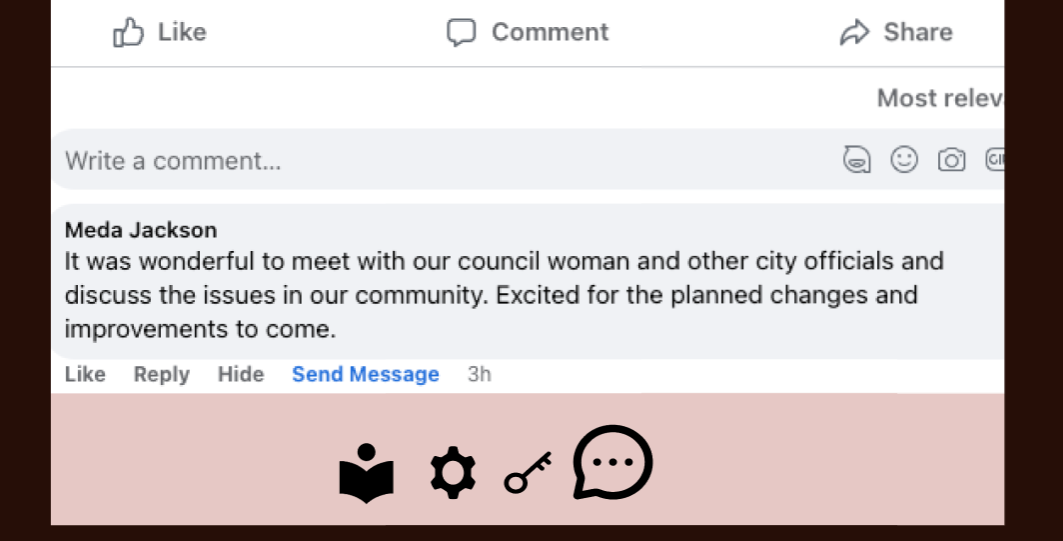 Like Comment Share
Most relev
Write a comment...
GI
Meda Jackson
It was wonderful to meet with our council woman and other city officials and
discuss the issues in our community. Excited for the planned changes and
improvements to come.
Like Reply Hide Send Message 3h